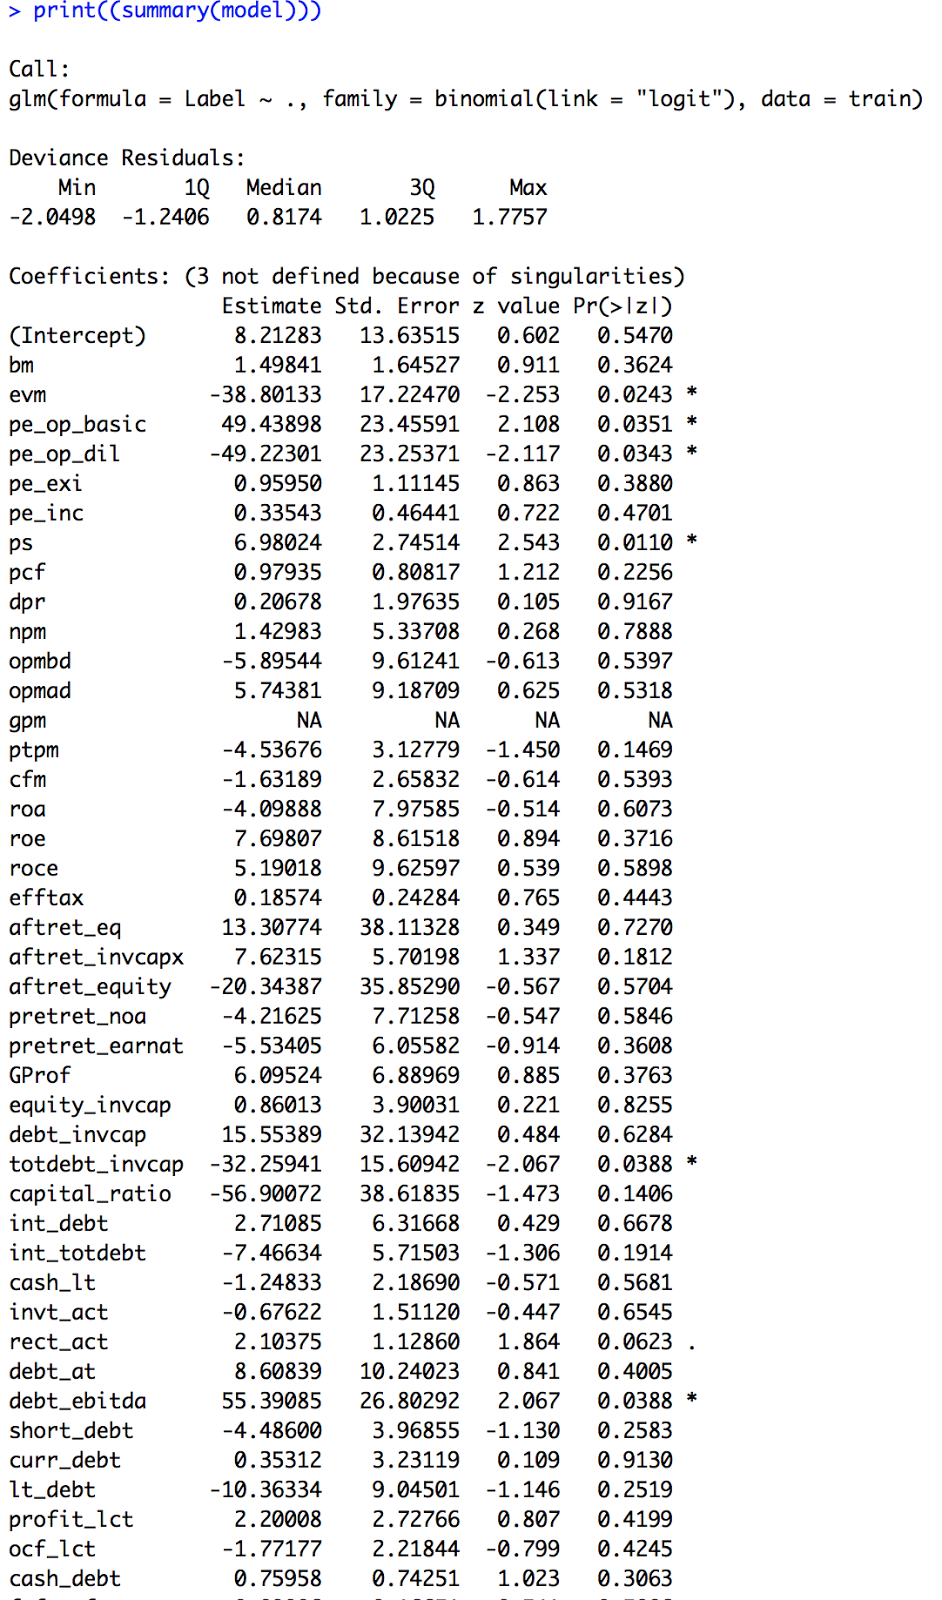 > print((summary(model)))
Call:
glm(formula = Label ~ ., family = binomial(link = "logit"), data = train)
Deviance Residuals:
Min 1Q Median 3Q Max
-2.0498 -1.2406 0.8174 1.0225 1.7757
Coefficients: (3 not defined because of singularities)
Estimate Std. Error z value Pr(>|z|)
(Intercept) 8.21283 13.63515 0.602 0.5470
bm 1.49841 1.64527 0.911 0.3624
evm -38.80133 17.22470 -2.253 0.0243 *
pe_op_basic 49.43898 23.45591 2.108 0.0351 *
pe_op_dil -49.22301 23.25371 -2.117 0.0343 *
pe_exi 0.95950 1.11145 0.863 0.3880
pe_inc 0.33543 0.46441 0.722 0.4701
ps 6.98024 2.74514 2.543 0.0110 *
pcf 0.97935 0.80817 1.212 0.2256
dpr 0.20678 1.97635 0.105 0.9167
npm 1.42983 5.33708 0.268 0.7888
opmbd -5.89544 9.61241 -0.613 0.5397
opmad 5.74381 9.18709 0.625 0.5318
gpm NA NA NA NA
ptpm -4.53676 3.12779 -1.450 0.1469
cfm -1.63189 2.65832 -0.614 0.5393
roa -4.09888 7.97585 -0.514 0.6073
roe 7.69807 8.61518 0.894 0.3716
roce 5.19018 9.62597 0.539 0.5898
efftax 0.18574 0.24284 0.765 0.4443
aftret_eq 13.30774 38.11328 0.349 0.7270
aftret_invcapx 7.62315 5.70198 1.337 0.1812
aftret_equity -20.34387 35.85290 -0.567 0.5704
pretret_noa -4.21625 7.71258 -0.547 0.5846
pretret_earnat -5.53405 6.05582 -0.914 0.3608
GProf 6.09524 6.88969 0.885 0.3763
equity_invcap 0.86013 3.90031 0.221 0.8255
debt_invcap 15.55389 32.13942 0.484 0.6284
totdebt_invcap -32.25941 15.60942 -2.067 0.0388 *
capital_ratio -56.90072 38.61835 -1.473 0.1406
int_debt 2.71085 6.31668 0.429 0.6678
int_totdebt -7.46634 5.71503 -1.306 0.1914
cash_lt -1.24833 2.18690 -0.571 0.5681
invt_act -0.67622 1.51120 -0.447 0.6545
rect_act 2.10375 1.12860 1.864 0.0623 .
debt_at 8.60839 10.24023 0.841 0.4005
debt_ebitda 55.39085 26.80292 2.067 0.0388 *
short_debt -4.48600 3.96855 -1.130 0.2583
curr_debt 0.35312 3.23119 0.109 0.9130
lt_debt -10.36334 9.04501 -1.146 0.2519
profit_lct 2.20008 2.72766 0.807 0.4199
ocf_lct -1.77177 2.21844 -0.799 0.4245
cash_debt 0.75958 0.74251 1.023 0.3063